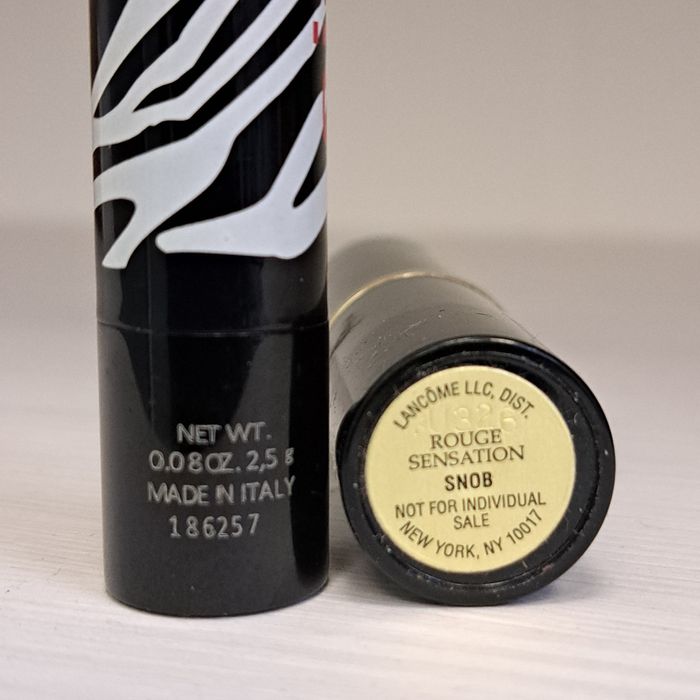 NET WT.
0.08OZ. 2,5 g
MADE IN ITALY
186257
LANCÔME LLC, DIST.
ROUGE
SENSATION
SNOB
NOT FOR INDIVIDUAL
SALE
NEW YORK, NY 10017